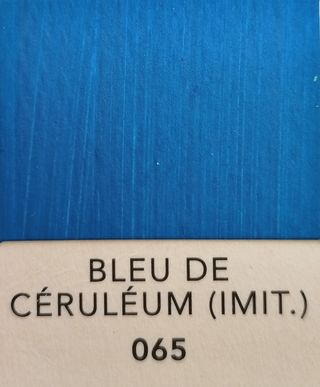 BLEU DE
CÉRULÉUM (IMIT.)
065